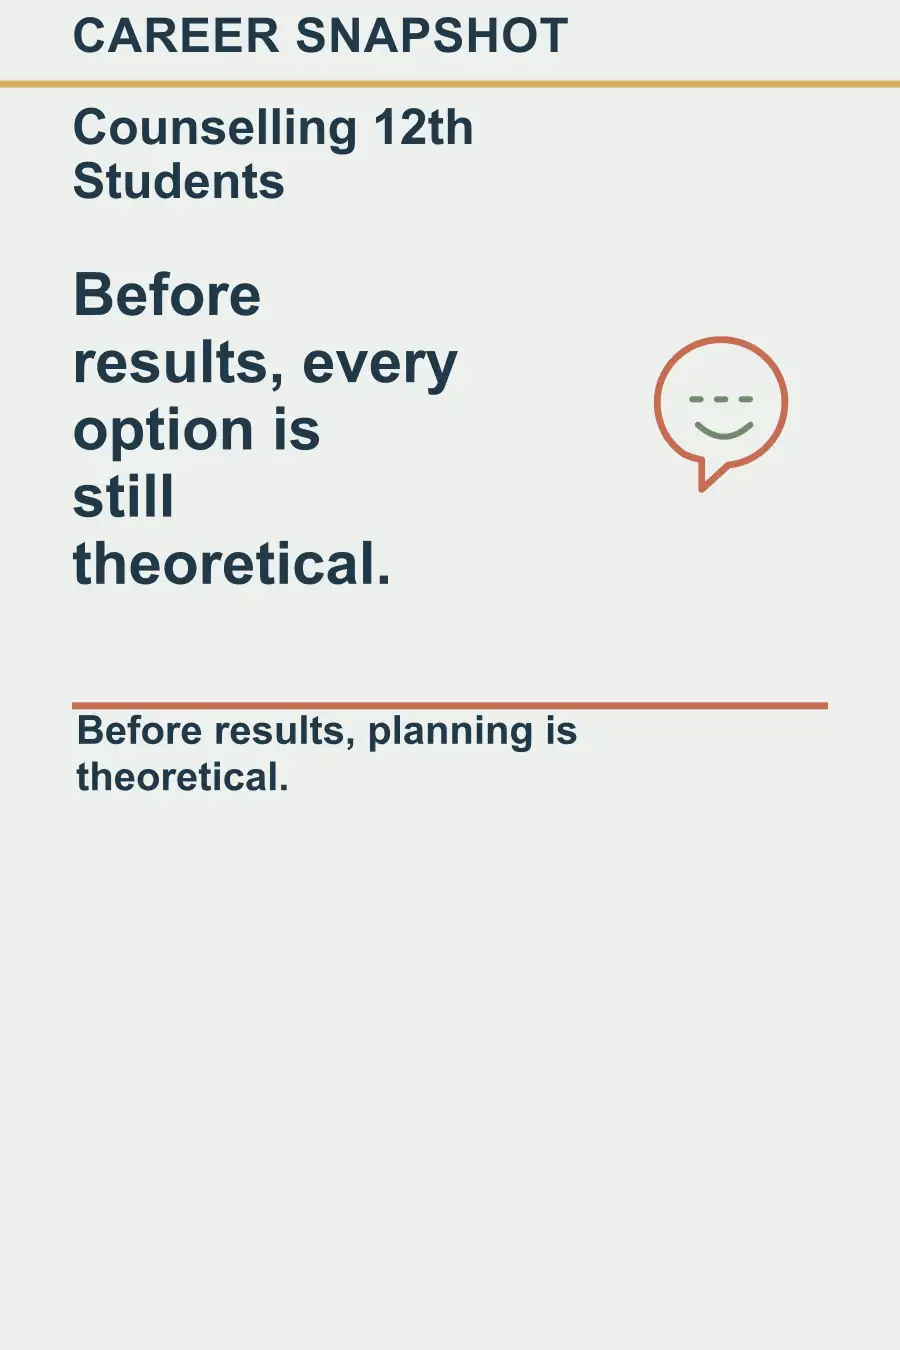 CAREER SNAPSHOT
Counselling 12th
Students
Before
results, every
option is
still
theoretical.
Before results, planning is
theoretical.